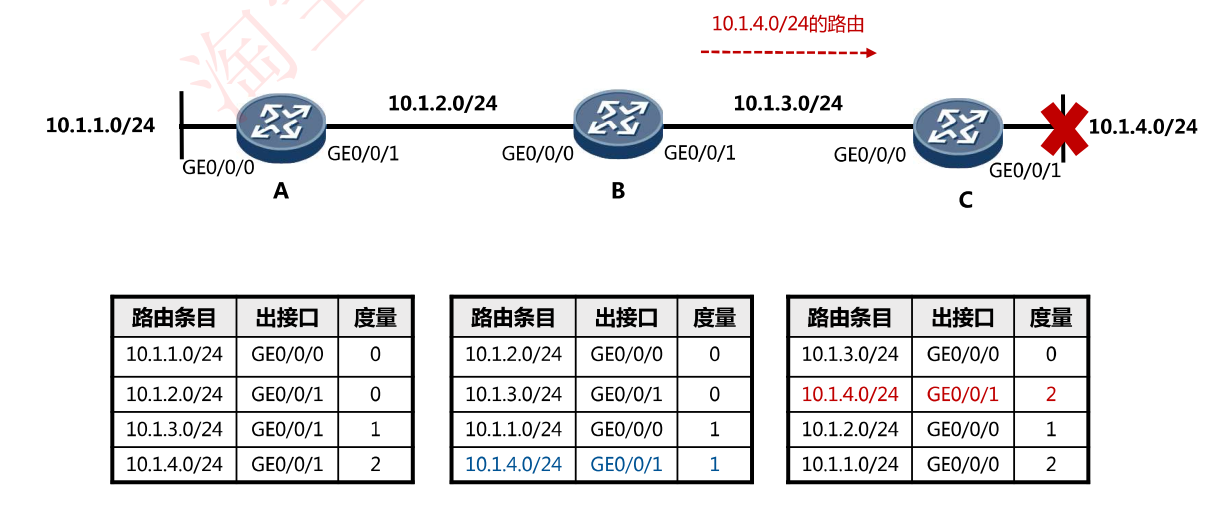 淘宝
10.1.4.0/24的路由
10.1.2.0/24
10.1.3.0/24
10.1.1.0/24
10.1.4.0/24
GE0/0/0
GE0/0/1
GE0/0/0
GE0/0/1
GE0/0/0
GE0/0/1
A
B
C
路由条目 出接口 度量
10.1.1.0/24 GE0/0/0 0
10.1.2.0/24 GE0/0/1 0
10.1.3.0/24 GE0/0/1 1
10.1.4.0/24 GE0/0/1 2
路由条目 出接口 度量
10.1.2.0/24 GE0/0/0 0
10.1.3.0/24 GE0/0/1 0
10.1.1.0/24 GE0/0/0 1
10.1.4.0/24 GE0/0/1 1
路由条目 出接口 度量
10.1.3.0/24 GE0/0/0 0
10.1.4.0/24 GE0/0/1 2
10.1.2.0/24 GE0/0/0 1
10.1.1.0/24 GE0/0/0 2